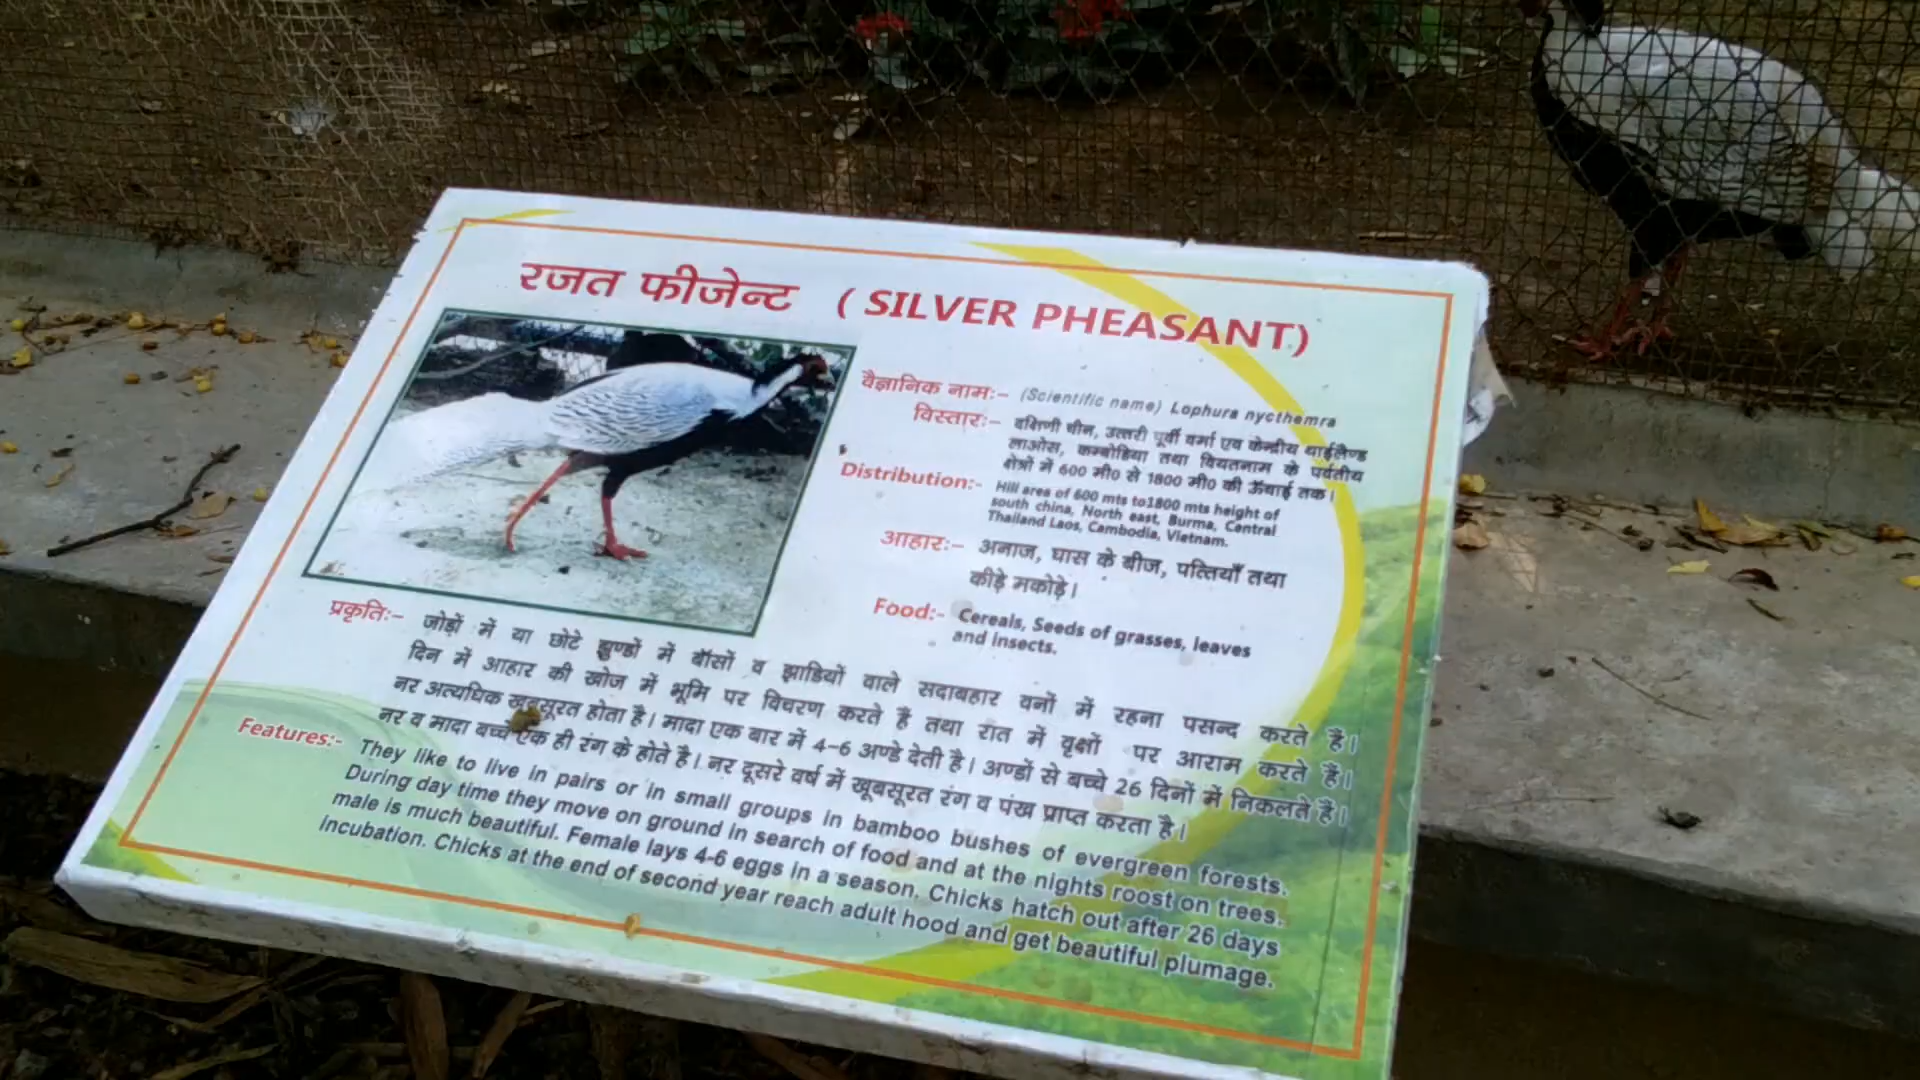 रजत फीजेन्ट ( SILVER PHEASANT)
वैज्ञानिक नामः- (Scientific name) Lophura nycthemra
विस्तारः- दक्षिणी चीन, उत्तरी पूर्वी वर्मा एव केन्द्रीय थाईलैण्ड
लाओस, कम्बोडिया तथा वियतनाम के पर्वतीय
क्षेत्रों में 600 मी0 से 1800 मी0 की ऊँचाई तक।
Distribution:- Hill area of 600 mts to1800 mts height of
south china, North east, Burma, Central
Thailand Laos, Cambodia, Vietnam.
आहारः- अनाज, घास के बीज, पत्तियाँ तथा
कीड़े मकोड़े।
Food:- Cereals, Seeds of grasses, leaves
and insects.
प्रकृतिः- जोड़ों में या छोटे झुण्डों में बॉसों व झाडियों वाले सदाबहार वनों में रहना पसन्द करते है।
दिन में आहार की खोज में भूमि पर विचरण करते है तथा रात में वृक्षों पर आराम करते है।
नर अत्यधिक खूबसूरत होता है। मादा एक बार में 4-6 अण्डे देती है। अण्डों से बच्चे 26 दिनों में निकलते है।
नर व मादा बच्चे एक ही रंग के होते है। नर दूसरे वर्ष में खूबसूरत रंग व पंख प्राप्त करता है।
Features:- They like to live in pairs or in small groups in bamboo bushes of evergreen forests.
During day time they move on ground in search of food and at the nights roost on trees.
male is much beautiful. Female lays 4-6 eggs in a season. Chicks hatch out after 26 days
incubation. Chicks at the end of second year reach adult hood and get beautiful plumage.